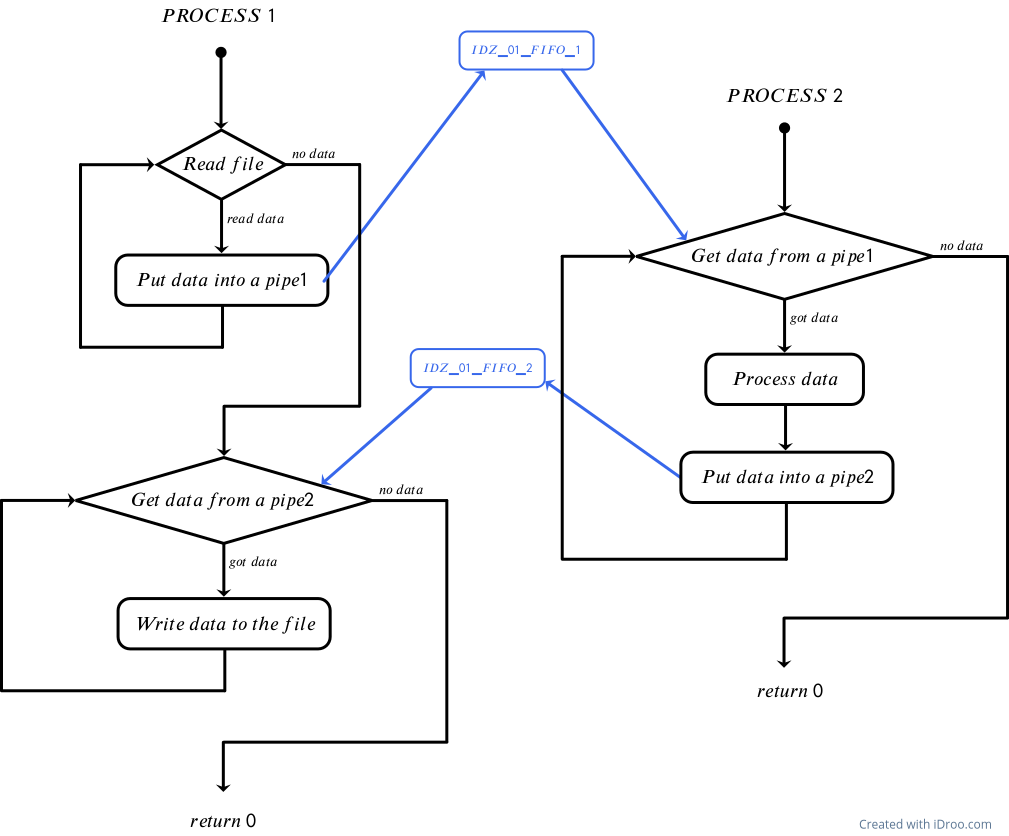 PROCESS 1
IDZ_01_FIFO_1
PROCESS 2
Read file
no data
read data
Put data into a pipe1
Get data from a pipe1
no data
got data
Process data
Put data into a pipe2
IDZ_01_FIFO_2
Get data from a pipe2
no data
got data
Write data to the file
return 0
return 0
Created with iDroo.com